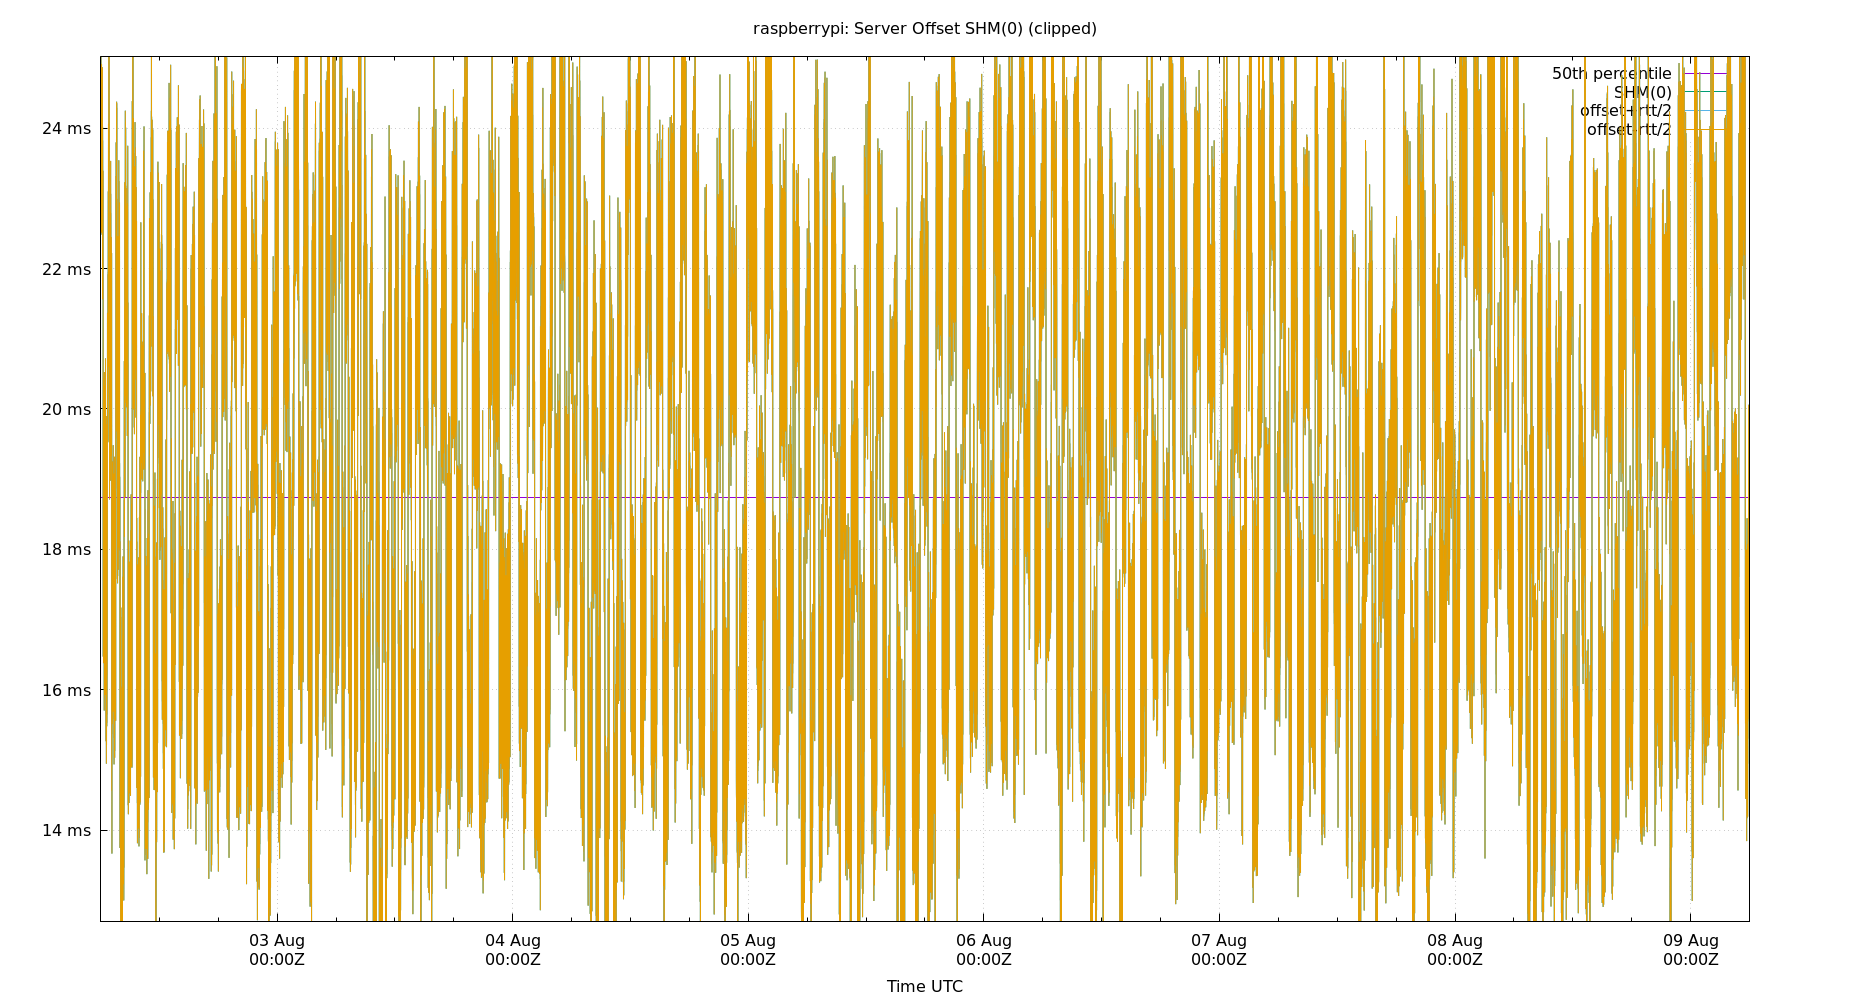 raspberrypi: Server Offset SHM(0) (clipped)
50th percentile
SHM(0)
offset+rtt/2
offset-rtt/2
24 ms
22 ms
20 ms
18 ms
16 ms
14 ms
03 Aug
00:00Z
04 Aug
00:00Z
05 Aug
00:00Z
06 Aug
00:00Z
07 Aug
00:00Z
08 Aug
00:00Z
09 Aug
00:00Z
Time UTC